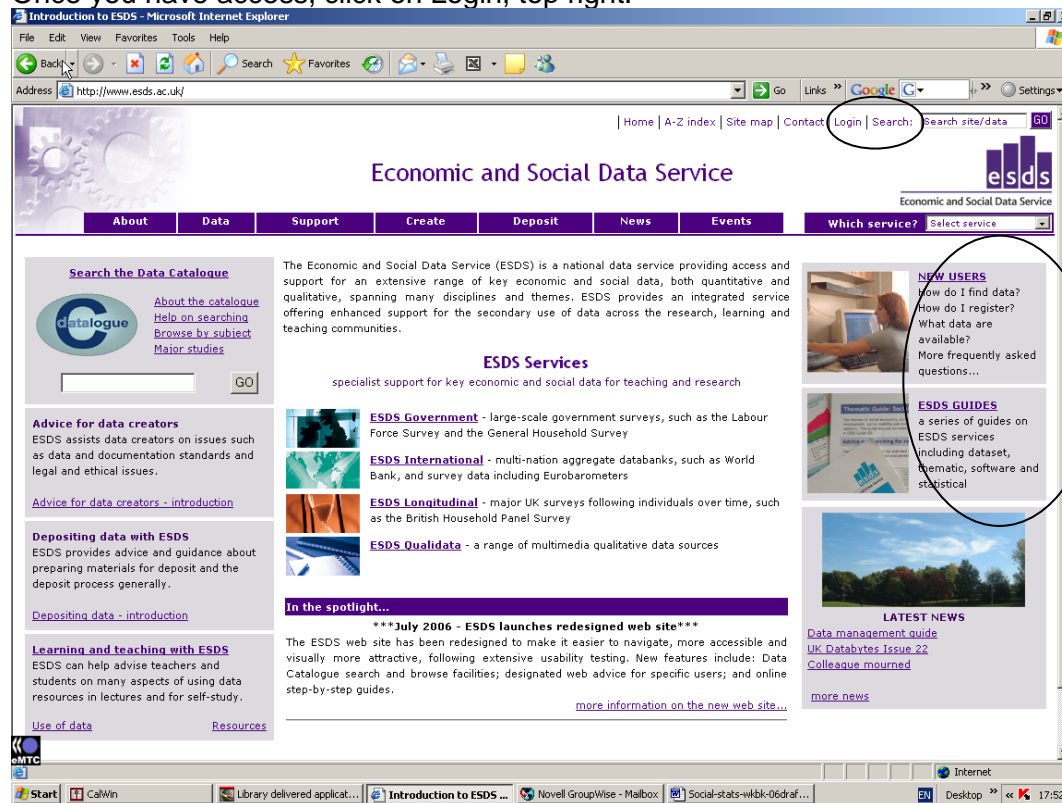 Once you have access, click on Login, top right.
Introduction to ESDS - Microsoft Internet Explorer
File Edit View Favorites Tools Help
Back Search Favorites
Address http://www.esds.ac.uk/ Go Links » Google G » Settings
| Home | A-Z index | Site map | Contact | Login | Search: Search site/data GO
Economic and Social Data Service
esds
Economic and Social Data Service
About Data Support Create Deposit News Events Which service? Select service
Search the Data Catalogue
Catalogue
About the catalogue
Help on searching
Browse by subject
Major studies
GO
Advice for data creators
ESDS assists data creators on issues such
as data and documentation standards and
legal and ethical issues.
Advice for data creators - introduction
Depositing data with ESDS
ESDS provides advice and guidance about
preparing materials for deposit and the
deposit process generally.
Depositing data - introduction
Learning and teaching with ESDS
ESDS can help advise teachers and
students on many aspects of using data
resources in lectures and for self-study.
Use of data Resources
The Economic and Social Data Service (ESDS) is a national data service providing access and
support for an extensive range of key economic and social data, both quantitative and
qualitative, spanning many disciplines and themes. ESDS provides an integrated service
offering enhanced support for the secondary use of data across the research, learning and
teaching communities.
ESDS Services
specialist support for key economic and social data for teaching and research
ESDS Government - large-scale government surveys, such as the Labour
Force Survey and the General Household Survey
ESDS International - multi-nation aggregate databanks, such as World
Bank, and survey data including Eurobarometers
ESDS Longitudinal - major UK surveys following individuals over time, such
as the British Household Panel Survey
ESDS Qualidata - a range of multimedia qualitative data sources
In the spotlight...
***July 2006 - ESDS launches redesigned web site***
The ESDS web site has been redesigned to make it easier to navigate, more accessible and
visually more attractive, following extensive usability testing. New features include: Data
Catalogue search and browse facilities; designated web advice for specific users; and online
step-by-step guides.
more information on the new web site...
NEW USERS
How do I find data?
How do I register?
What data are
available?
More frequently asked
questions...
ESDS GUIDES
a series of guides on
ESDS services
including dataset,
thematic, software and
statistical
LATEST NEWS
Data management guide
UK Databytes Issue 22
Colleague mourned
more news
eMTC
Internet
Start CalWin Library delivered applicat... Introduction to ESDS ... Novell GroupWise - Mailbox Social-stats-wkbk-06draf... EN Desktop » « K 17:52